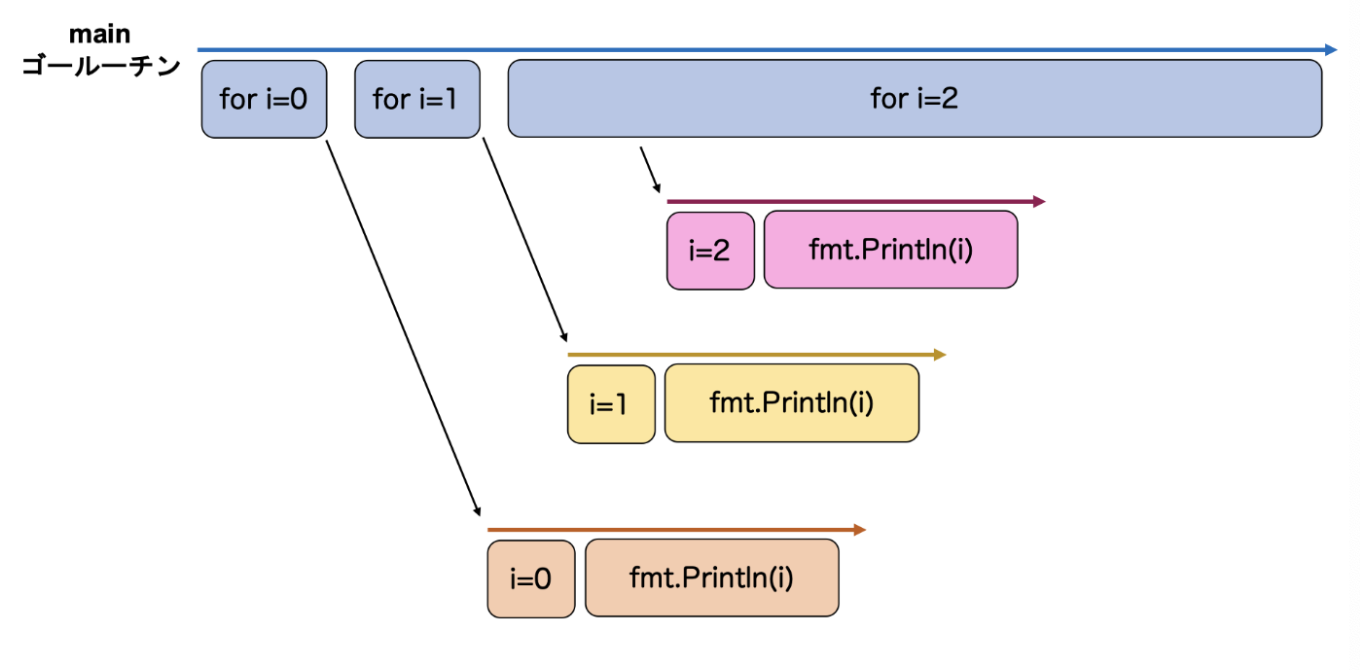 main
ゴールーチン
for i=0
for i=1
for i=2
i=2
fmt.Println(i)
i=1
fmt.Println(i)
i=0
fmt.Println(i)